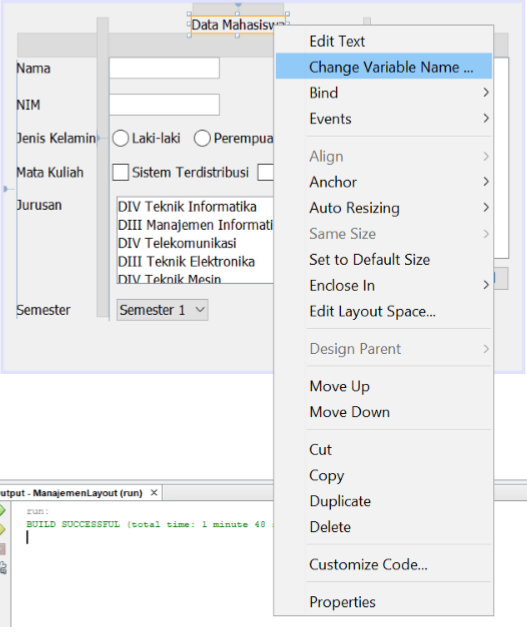 Data Mahasiswa
Nama
NIM
Jenis Kelamin
Laki-laki
Mata Kuliah
Sistem Terdistribusi
Jurusan
DIV Teknik Informatika
DIII Manajemen Informati
DIV Telekomunikasi
DIII Teknik Elektronika
DIV Teknik Mesin
Semester
Semester 1
Edit Text
Change Variable Name ...
Bind
Events
Align
Anchor
Auto Resizing
Same Size
Set to Default Size
Enclose In
Edit Layout Space...
Design Parent
Move Up
Move Down
Cut
Copy
Duplicate
Delete
Customize Code...
Properties
utput - ManajemenLayout (run)
run:
BUILD SUCCESSFUL (total time: 1 minute 48